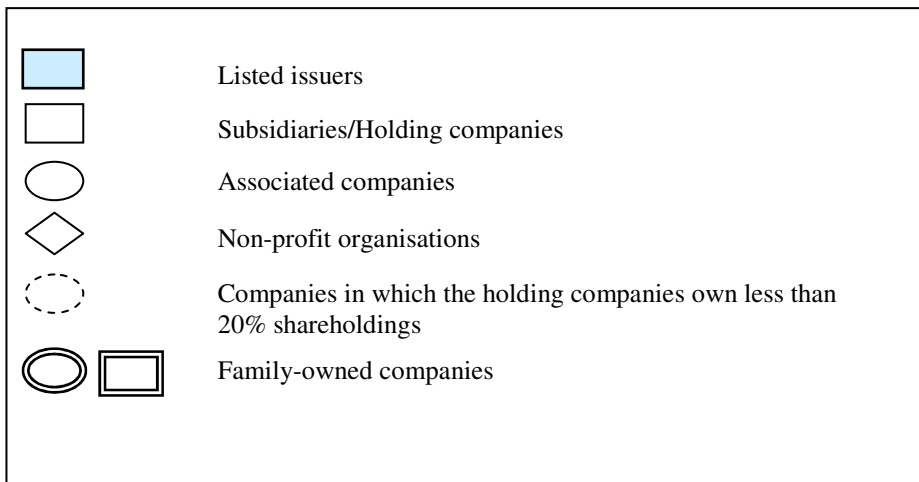 Listed issuers
Subsidiaries/Holding companies
Associated companies
Non-profit organisations
Companies in which the holding companies own less than
20% shareholdings
Family-owned companies